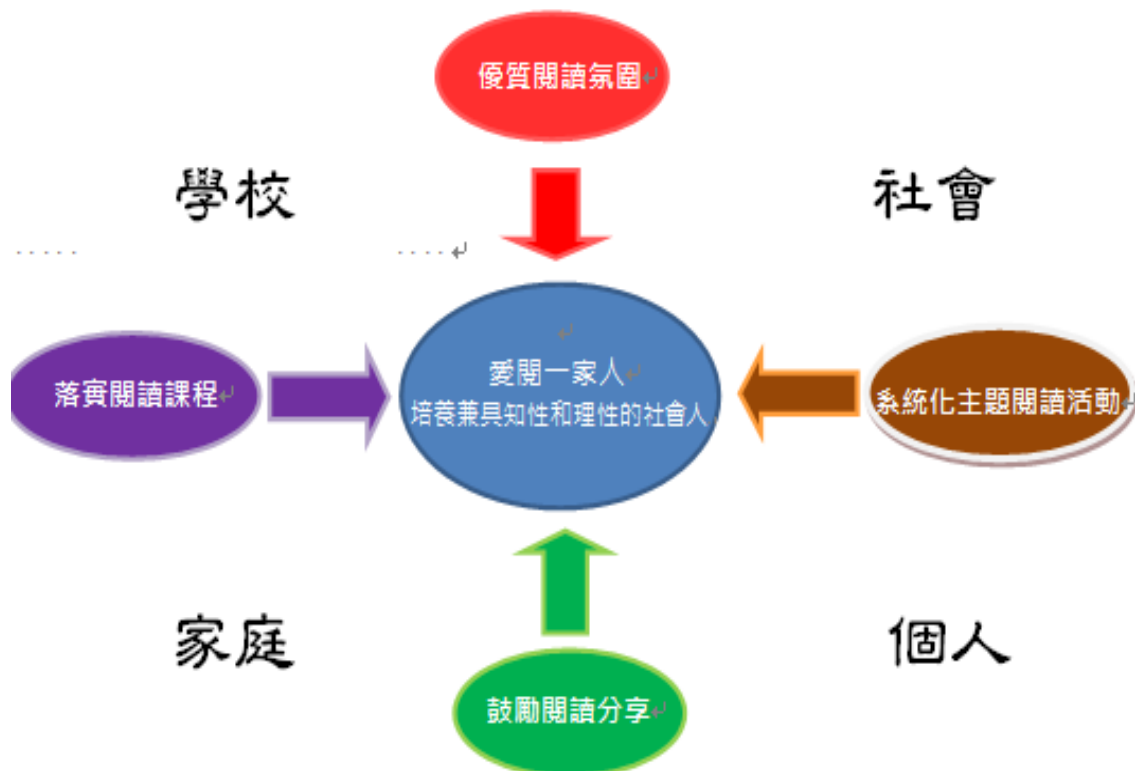 優質閱讀氛圍
學校
社會
愛閱一家人
培養兼具知性和理性的社會人
落實閱讀課程
系統化主題閱讀活動
家庭
個人
鼓勵閱讀分享